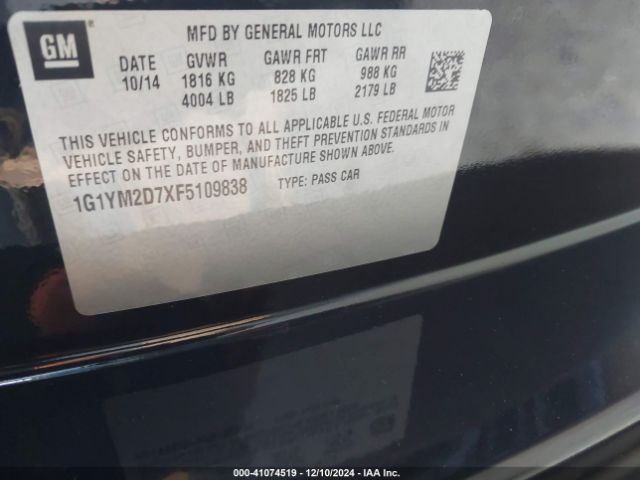 GM
MFD BY GENERAL MOTORS LLC
DATE GVWR GAWR FRT GAWR RR
10/14 1816 KG 828 KG 988 KG
4004 LB 1825 LB 2179 LB
THIS VEHICLE CONFORMS TO ALL APPLICABLE U.S. FEDERAL MOTOR
VEHICLE SAFETY, BUMPER, AND THEFT PREVENTION STANDARDS IN
EFFECT ON THE DATE OF MANUFACTURE SHOWN ABOVE.
1G1YM2D7XF5109838 TYPE: PASS CAR
000-41074519 - 12/10/2024 - IAA Inc.